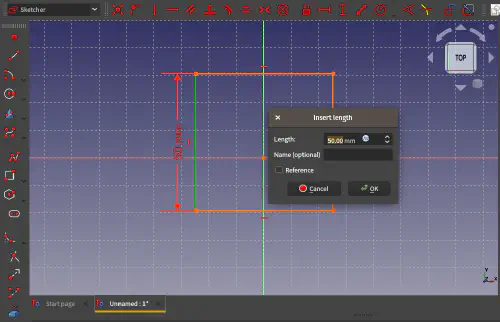 Sketcher
TOP
Insert length
Length:
50.00 mm
Name (optional)
Reference
Cancel
OK
50 mm
Y
Z X
Start page
Unnamed : 1*